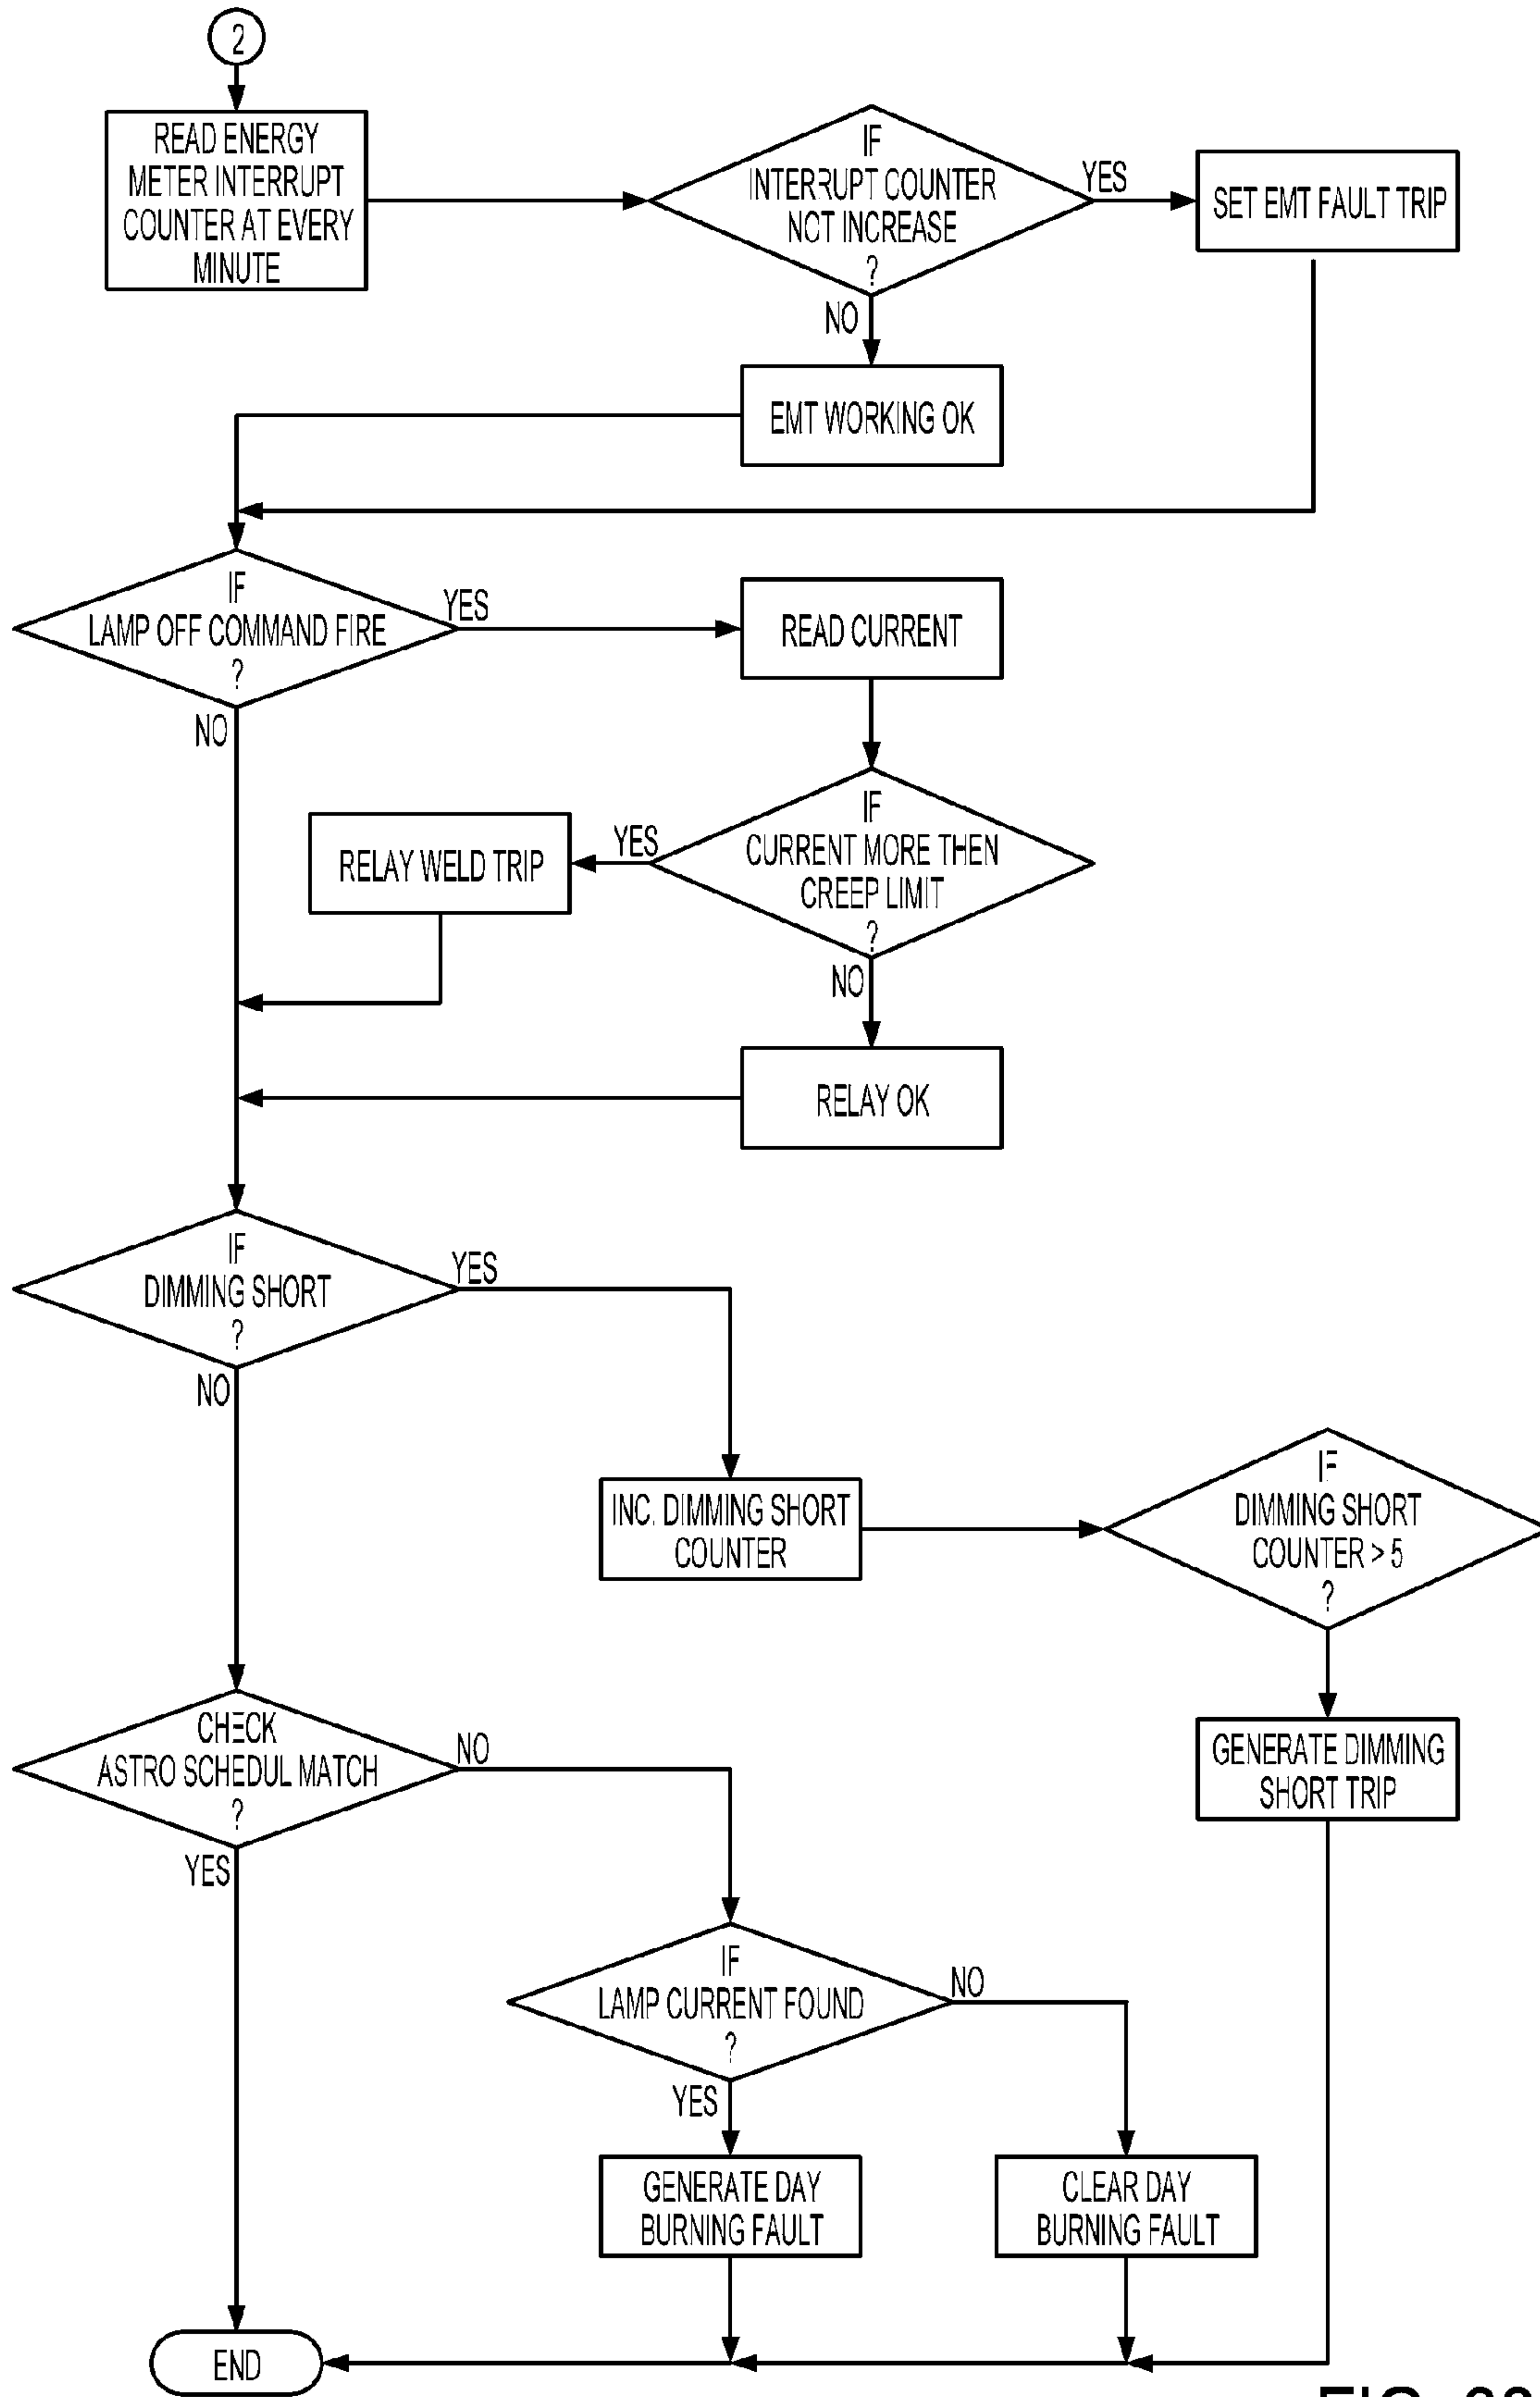 2
READ ENERGY
METER INTERRUPT
COUNTER AT EVERY
MINUTE
IF
INTERRUPT COUNTER
NOT INCREASE
?
YES
SET EMT FAULT TRIP
NO
EMT WORKING OK
IF
LAMP OFF COMMAND FIRE
?
YES
READ CURRENT
NO
IF
CURRENT MORE THEN
CREEP LIMIT
?
YES
RELAY WELD TRIP
NO
RELAY OK
IF
DIMMING SHORT
?
YES
NO
INC. DIMMING SHORT
COUNTER
IF
DIMMING SHORT
COUNTER > 5
?
GENERATE DIMMING
SHORT TRIP
CHECK
ASTRO SCHEDUL MATCH
?
NO
YES
IF
LAMP CURRENT FOUND
?
NO
YES
GENERATE DAY
BURNING FAULT
CLEAR DAY
BURNING FAULT
END